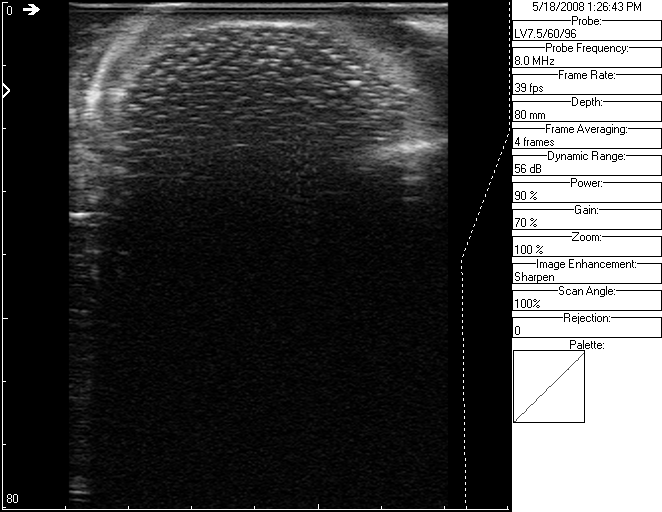 0
80
5/18/2008 1:26:43 PM
Probe:
LV7.5/60/96
Probe Frequency:
8.0 MHz
Frame Rate:
39 fps
Depth:
80 mm
Frame Averaging:
4 frames
Dynamic Range:
56 dB
Power:
90 %
Gain:
70 %
Zoom:
100 %
Image Enhancement:
Sharpen
Scan Angle:
100%
Rejection:
0
Palette: